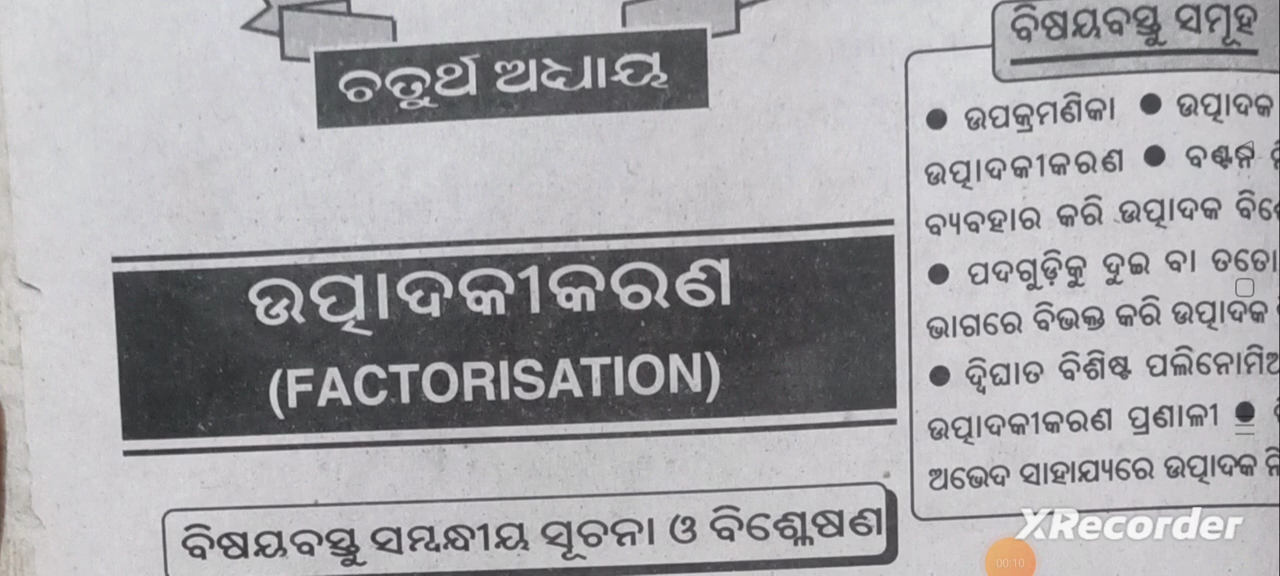 ଚତୁର୍ଥ ଅଧ୍ୟାୟ
ଉତ୍ପାଦକୀକରଣ
(FACTORISATION)
ବିଷୟବସ୍ତୁ ସମ୍ବନ୍ଧୀୟ ସୂଚନା ଓ ବିଶ୍ଳେଷଣ
ବିଷୟବସ୍ତୁ ସମୂହ
● ଉପକ୍ରମଣିକା ● ଉତ୍ପାଦକ
ଉତ୍ପାଦକୀକରଣ ● ବଣ୍ଟନ
ବ୍ୟବହାର କରି ଉତ୍ପାଦକ
● ପଦଗୁଡ଼ିକୁ ଦୁଇ ବା
ଭାଗରେ ବିଭକ୍ତ କରି ଉତ୍ପାଦକ
● ଦ୍ୱିଘାତ ବିଶିଷ୍ଟ
ଉତ୍ପାଦକୀକରଣ ପ୍ରଣାଳୀ ●
ଅଭେଦ ସାହାଯ୍ୟରେ ଉତ୍ପାଦକ
XRecorder
00:10